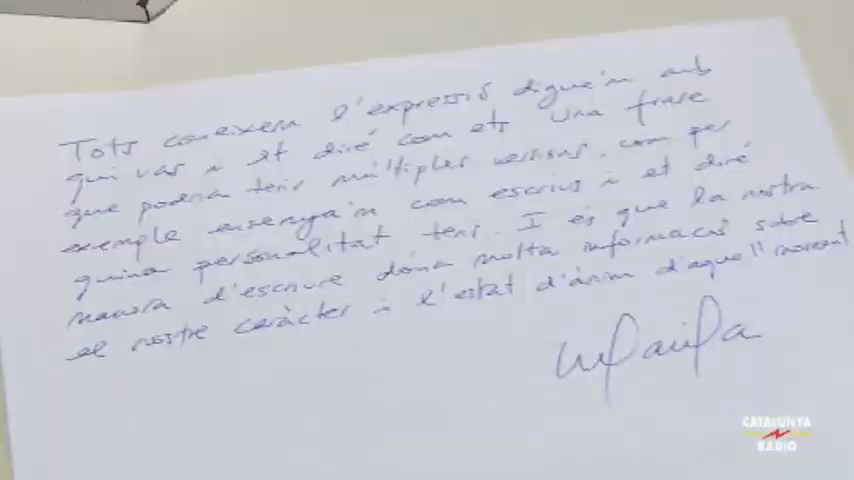 Tots coneixem l'expressió digue'm amb
qui vas i et diré com ets una frase
que podria tenir múltiples versions. com per
exemple ensenya'm com escrius i et diré
quina personalitat tens. I és que la nostra
manera d'escriure dóna molta informació sobre
el nostre caràcter i l'estat d'ànim d'aquell moment
CATALUNYA
RÀDIO